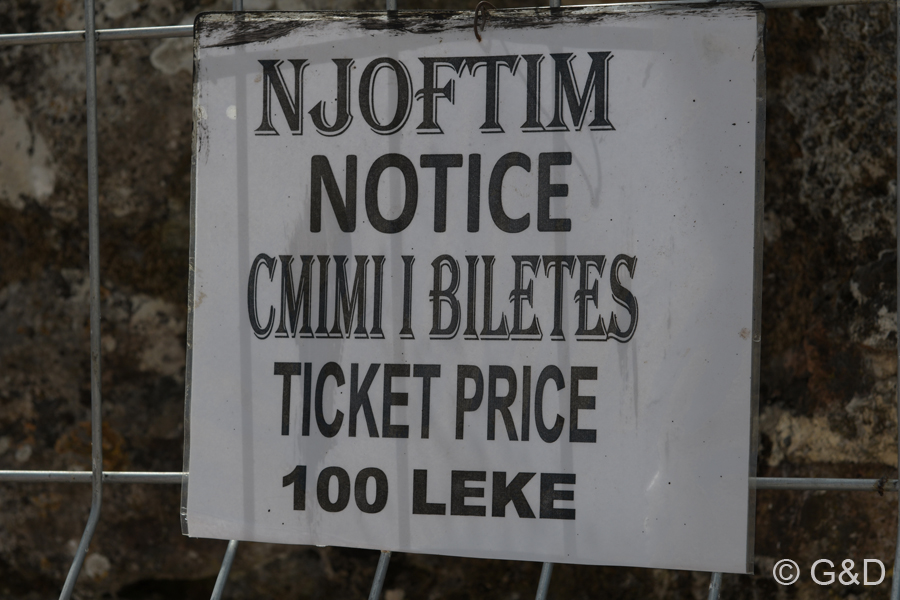 NJOFTIM
NOTICE
CMIMI I BILETES
TICKET PRICE
100 LEKE
© G&D